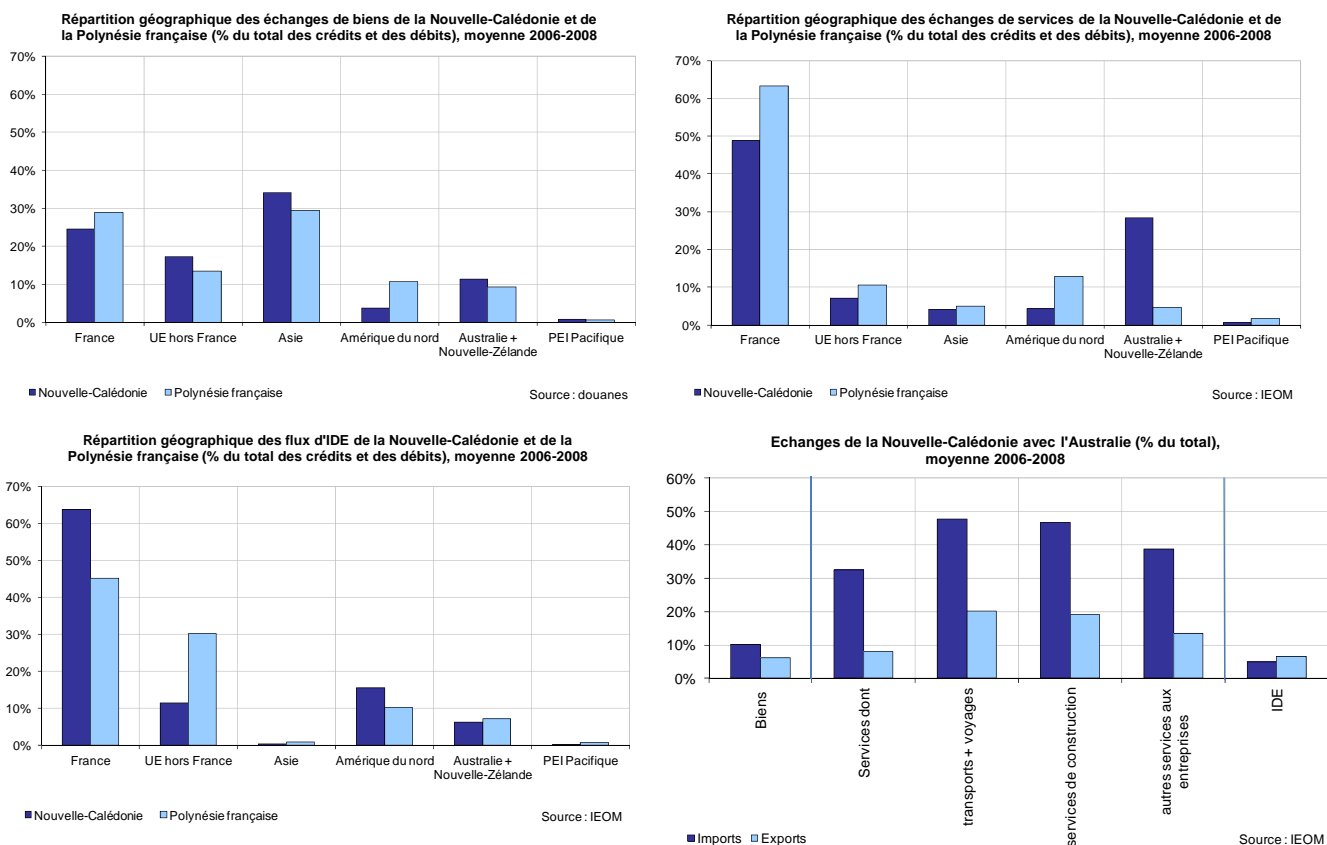 Répartition géographique des échanges de biens de la Nouvelle-Calédonie et de
la Polynésie française (% du total des crédits et des débits), moyenne 2006-2008
70%
60%
50%
40%
30%
20%
10%
0%
France
UE hors France
Asie
Amérique du nord
Australie +
Nouvelle-Zélande
PEI Pacifique
Nouvelle-Calédonie
Polynésie française
Source : douanes
Répartition géographique des échanges de services de la Nouvelle-Calédonie et de
la Polynésie française (% du total des crédits et des débits), moyenne 2006-2008
70%
60%
50%
40%
30%
20%
10%
0%
France
UE hors France
Asie
Amérique du nord
Australie +
Nouvelle-Zélande
PEI Pacifique
Nouvelle-Calédonie
Polynésie française
Source : IEOM
Répartition géographique des flux d'IDE de la Nouvelle-Calédonie et de la
Polynésie française (% du total des crédits et des débits), moyenne 2006-2008
70%
60%
50%
40%
30%
20%
10%
0%
France
UE hors France
Asie
Amérique du nord
Australie +
Nouvelle-Zélande
PEI Pacifique
Nouvelle-Calédonie
Polynésie française
Source : IEOM
Echanges de la Nouvelle-Calédonie avec l'Australie (% du total),
moyenne 2006-2008
60%
50%
40%
30%
20%
10%
0%
Biens
Services dont
transports + voyages
services de construction
autres services aux
entreprises
IDE
Imports
Exports
Source : IEOM